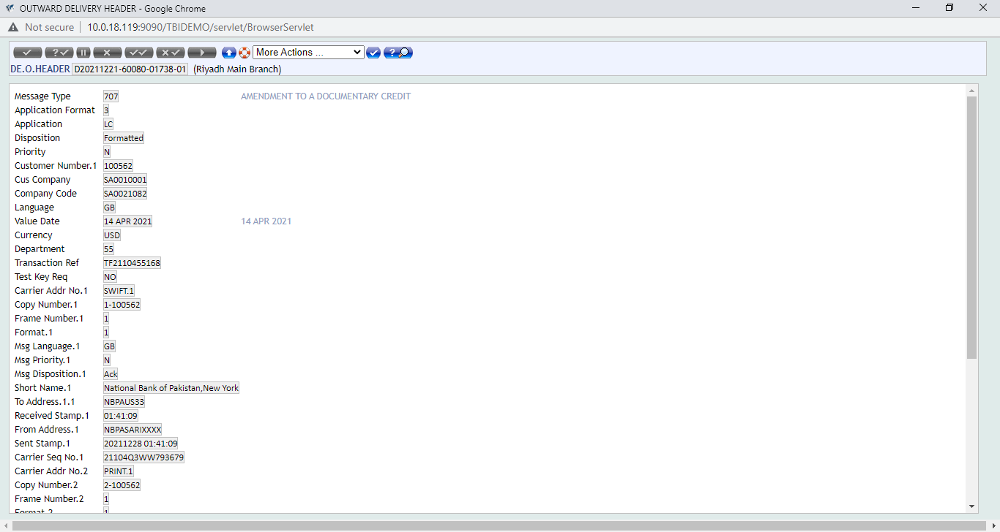 OUTWARD DELIVERY HEADER - Google Chrome
Not secure 10.0.18.119:9090/TBIDEMO/servlet/BrowserServlet
More Actions ...
DE.O.HEADER D20211221-60080-01738-01 (Riyadh Main Branch)
Message Type 707 AMENDMENT TO A DOCUMENTARY CREDIT
Application Format 3
Application LC
Disposition Formatted
Priority N
Customer Number.1 100562
Cus Company SA0010001
Company Code SA0021082
Language GB
Value Date 14 APR 2021 14 APR 2021
Currency USD
Department 55
Transaction Ref TF2110455168
Test Key Req NO
Carrier Addr No.1 SWIFT.1
Copy Number.1 1-100562
Frame Number.1 1
Format.1 1
Msg Language.1 GB
Msg Priority.1 N
Msg Disposition.1 Ack
Short Name.1 National Bank of Pakistan,New York
To Address.1.1 NBPAUS33
Received Stamp.1 01:41:09
From Address.1 NBPASARIXXXX
Sent Stamp.1 20211228 01:41:09
Carrier Seq No.1 21104Q3WW793679
Carrier Addr No.2 PRINT.1
Copy Number.2 2-100562
Frame Number.2 1
Format.2 1